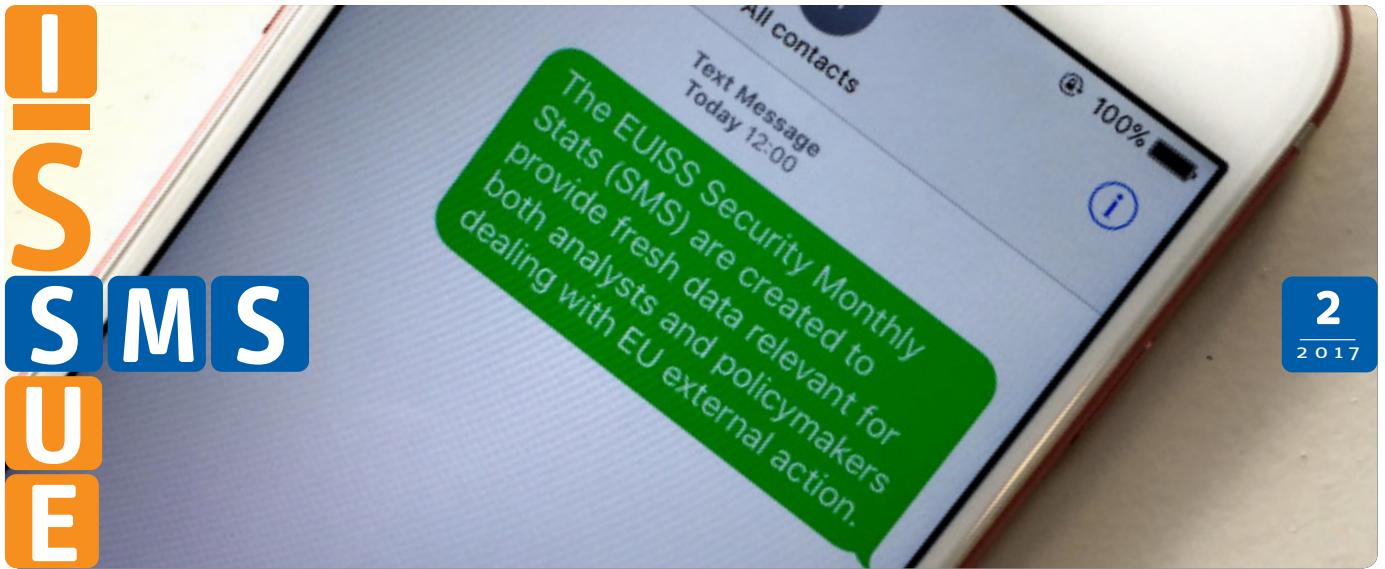 I
S
SMS
U
E
All contacts
100%
Text Message
Today 12:00
The EUISS Security Monthly
Stats (SMS) are created to
provide fresh data relevant for
both analysts and policymakers
dealing with EU external action.
2
2017